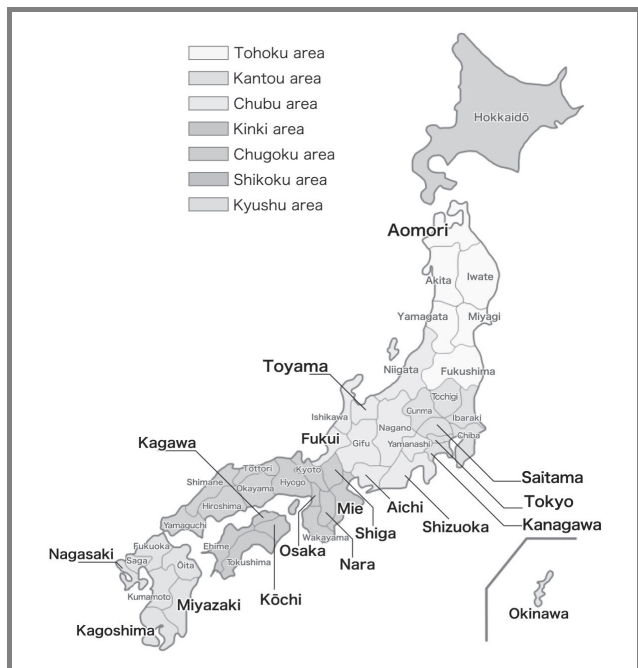 Tohoku area
Kantou area
Chubu area
Kinki area
Chugoku area
Shikoku area
Kyushu area
Hokkaidō
Aomori
Akita
Iwate
Yamagata
Miyagi
Niigata
Fukushima
Toyama
Tochigi
Gunma
Ibaraki
Ishikawa
Nagano
Chiba
Fukui
Gifu
Yamanashi
Kagawa
Saitama
Tottori
Kyoto
Shimane
Okayama
Hyogo
Mie
Aichi
Tokyo
Hiroshima
Shiga
Shizuoka
Kanagawa
Yamaguchi
Wakayama
Nagasaki
Fukuoka
Ehime
Osaka
Saga
Ōita
Tokushima
Nara
Kumamoto
Miyazaki
Kōchi
Okinawa
Kagoshima